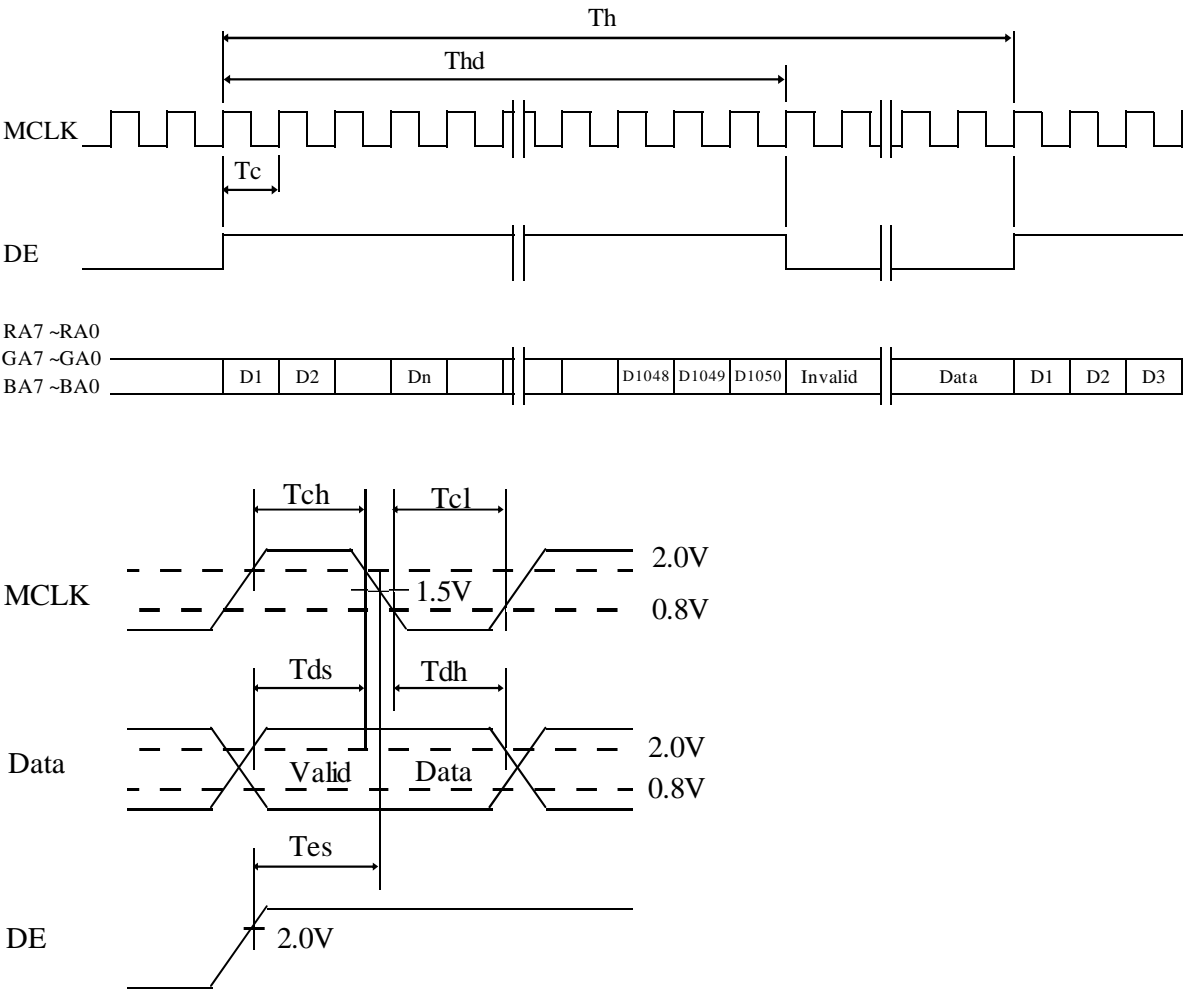 Th
Thd
MCLK
Tc
DE
RA7 ~RA0
GA7 ~GA0
BA7 ~BA0
D1 D2 Dn D1048 D1049 D1050 Invalid Data D1 D2 D3
Tch Tcl
MCLK
2.0V
1.5V
0.8V
Tds Tdh
Data
Valid Data
2.0V
0.8V
Tes
DE
2.0V